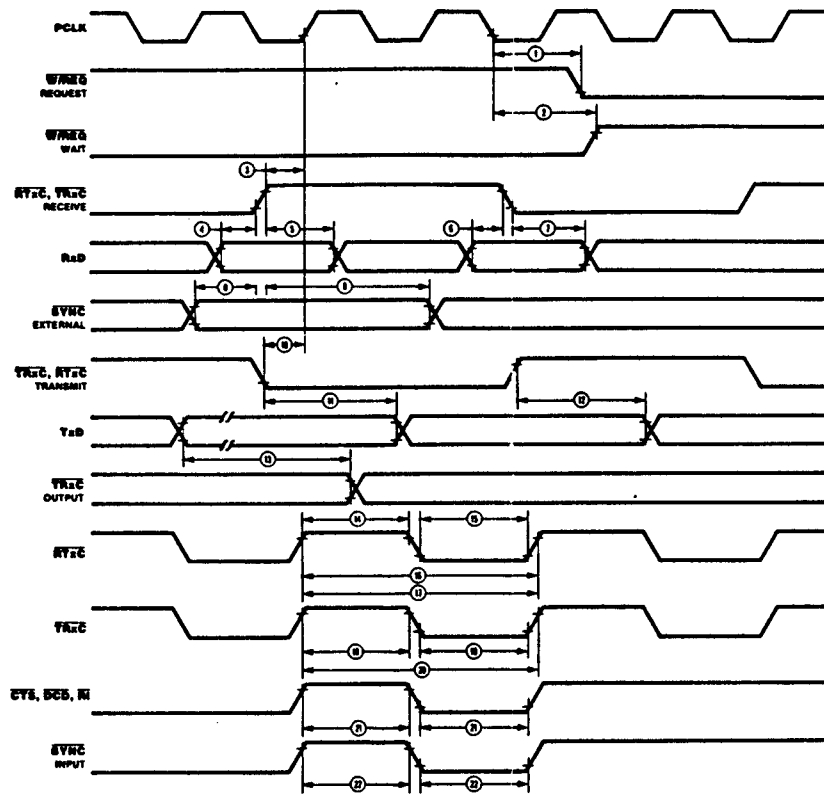 PCLK
1
W/REQ
REQUEST
2
W/REQ
WAIT
3
RTxC, TRxC
RECEIVE
4 5 6 7
RxD
8
SYNC
EXTERNAL
10
TRxC, RTxC
TRANSMIT
11 12
TxD
13
TRxC
OUTPUT
14 15
RTxC
16
17
TRxC
18 19
20
CTS, DCD, RI
21 21
SYNC
INPUT
22 22